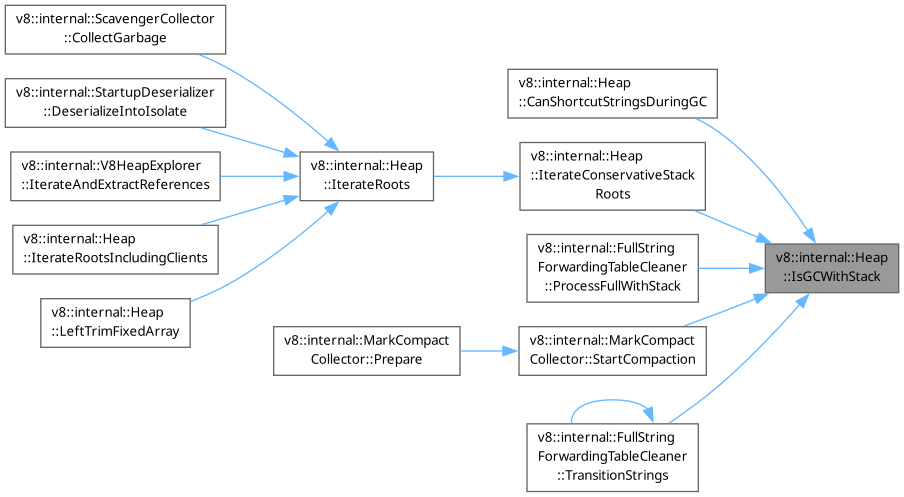 v8::internal::ScavengerCollector
::CollectGarbage
v8::internal::StartupDeserializer
::DeserializeIntoIsolate
v8::internal::V8HeapExplorer
::IterateAndExtractReferences
v8::internal::Heap
::IterateRootsIncludingClients
v8::internal::Heap
::LeftTrimFixedArray
v8::internal::Heap
::IterateRoots
v8::internal::MarkCompact
Collector::Prepare
v8::internal::Heap
::CanShortcutStringsDuringGC
v8::internal::Heap
::IterateConservativeStack
Roots
v8::internal::FullString
ForwardingTableCleaner
::ProcessFullWithStack
v8::internal::MarkCompact
Collector::StartCompaction
v8::internal::FullString
ForwardingTableCleaner
::TransitionStrings
v8::internal::Heap
::IsGCWithStack